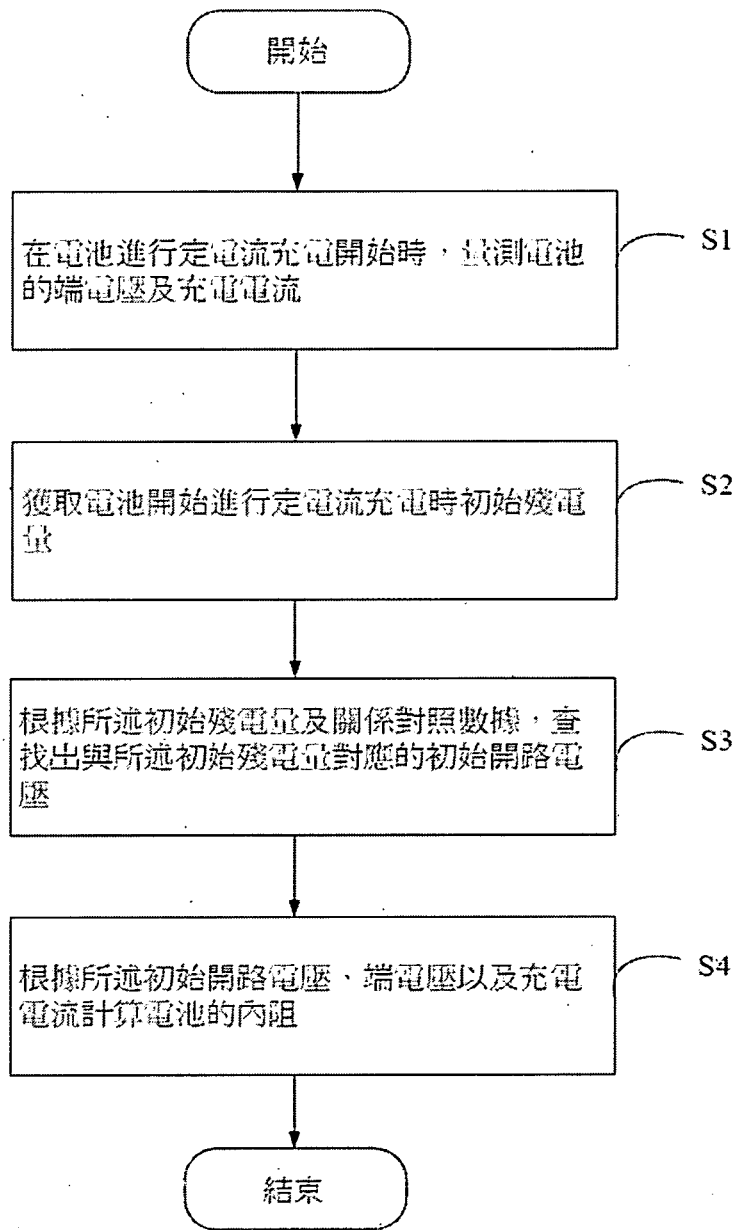 開始
在電池進行定電流充電開始時，量測電池
的端電壓及充電電流
S1
獲取電池開始進行定電流充電時初始殘電
量
S2
根據所述初始殘電量及關係對照數據，查
找出與所述初始殘電量對應的初始開路電
壓
S3
根據所述初始開路電壓、端電壓以及充電
電流計算電池的內阻
S4
結束